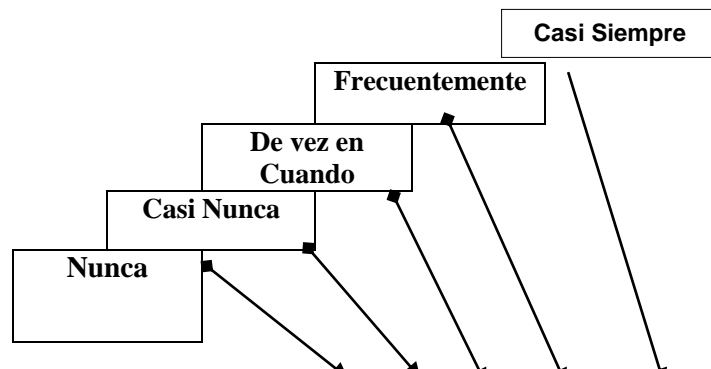 Casi Siempre
Frecuentemente
De vez en
Cuando
Casi Nunca
Nunca